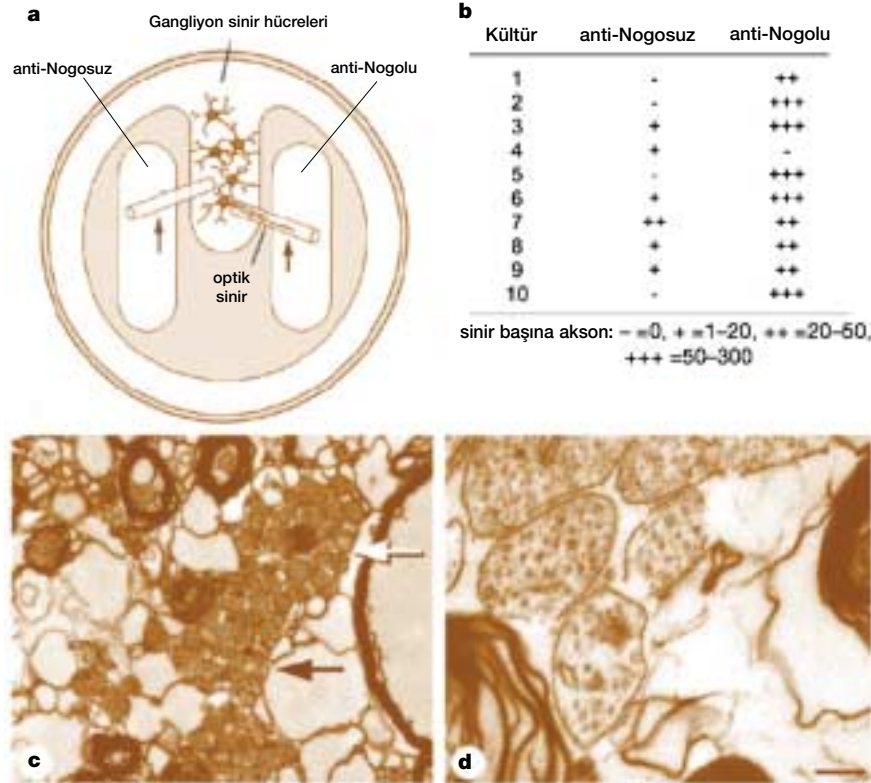 a
Gangliyon sinir hücreleri
anti-Nogosuz
anti-Nogolu
optik
sinir
b
Kültür anti-Nogosuz anti-Nogolu
1 - ++
2 - +++
3 + +++
4 + -
5 - +++
6 + +++
7 ++ ++
8 + ++
9 + ++
10 - +++
sinir başına akson: – =0, + =1–20, ++ =20–50,
+++ =50–300
c
d